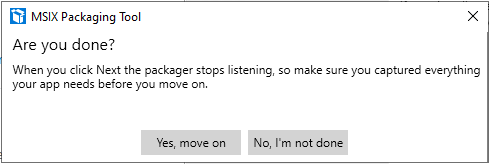 MSIX Packaging Tool
Are you done?
When you click Next the packager stops listening, so make sure you captured everything
your app needs before you move on.
Yes, move on
No, I'm not done